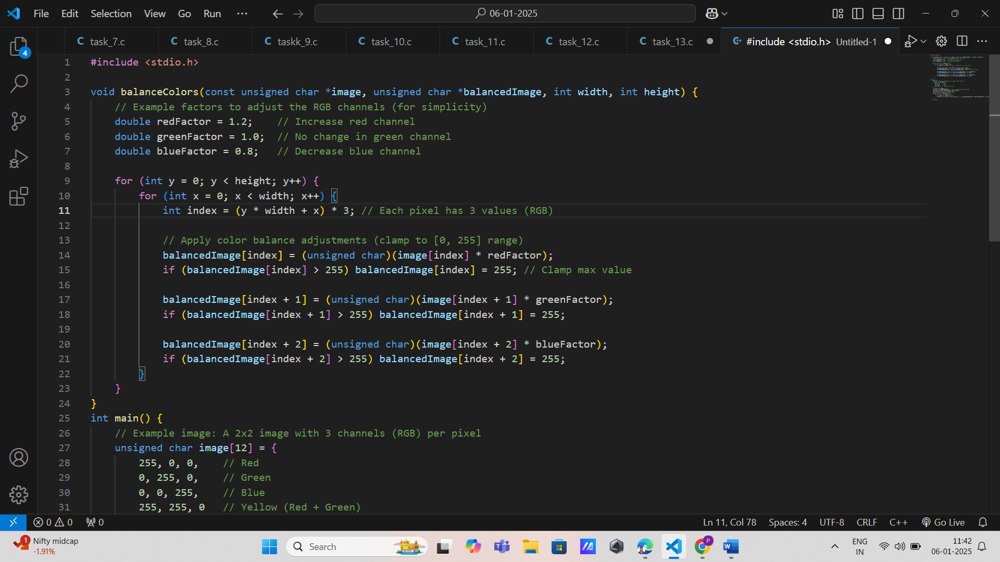 File Edit Selection View Go Run ··· 06-01-2025
task_7.c task_8.c taskk_9.c task_10.c task_11.c task_12.c task_13.c #include <stdio.h> Untitled-1
4
1 #include <stdio.h>
2
3 void balanceColors(const unsigned char *image, unsigned char *balancedImage, int width, int height) {
4     // Example factors to adjust the RGB channels (for simplicity)
5     double redFactor = 1.2;    // Increase red channel
6     double greenFactor = 1.0;  // No change in green channel
7     double blueFactor = 0.8;   // Decrease blue channel
8
9     for (int y = 0; y < height; y++) {
10         for (int x = 0; x < width; x++) {
11             int index = (y * width + x) * 3; // Each pixel has 3 values (RGB)
12
13             // Apply color balance adjustments (clamp to [0, 255] range)
14             balancedImage[index] = (unsigned char)(image[index] * redFactor);
15             if (balancedImage[index] > 255) balancedImage[index] = 255; // Clamp max value
16
17             balancedImage[index + 1] = (unsigned char)(image[index + 1] * greenFactor);
18             if (balancedImage[index + 1] > 255) balancedImage[index + 1] = 255;
19
20             balancedImage[index + 2] = (unsigned char)(image[index + 2] * blueFactor);
21             if (balancedImage[index + 2] > 255) balancedImage[index + 2] = 255;
22         }
23     }
24 }
25 int main() {
26     // Example image: A 2x2 image with 3 channels (RGB) per pixel
27     unsigned char image[12] = {
28         255, 0, 0,    // Red
29         0, 255, 0,    // Green
30         0, 0, 255,    // Blue
31         255, 255, 0   // Yellow (Red + Green)
0 0 0 Ln 11, Col 78 Spaces: 4 UTF-8 CRLF C++ Go Live
1 Nifty midcap
-1.91%
Search
ENG
IN
11:42
06-01-2025